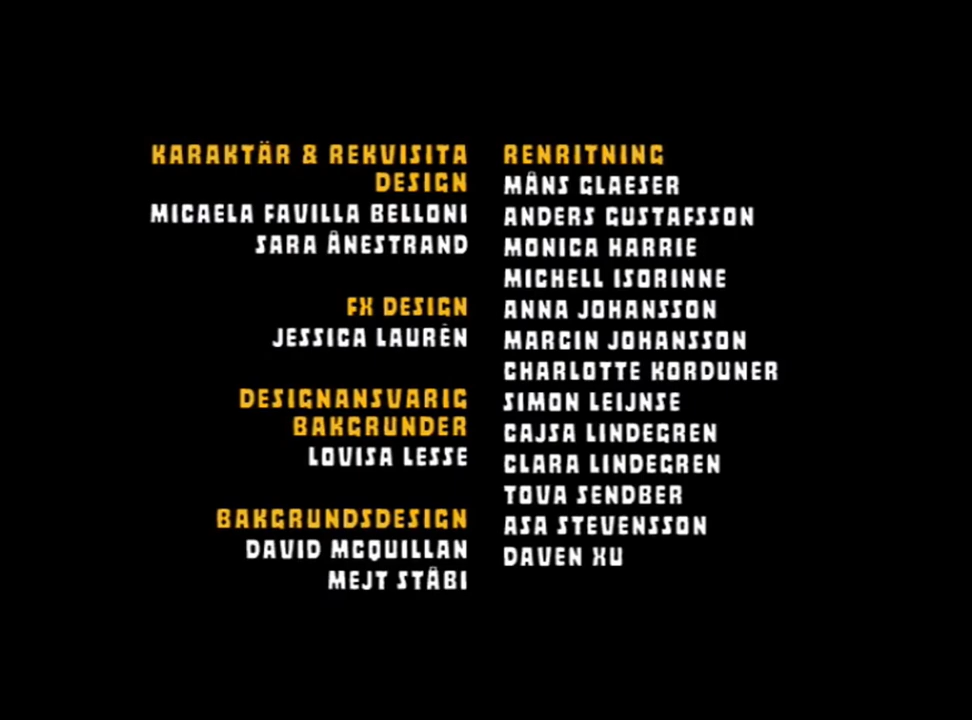 KARAKTÄR & REKVISITA
DESIGN
MICAELA FAVILLA BELLONI
SARA ÅNESTRAND
FX DESIGN
JESSICA LAURÉN
DESIGNANSVARIG
BAKGRUNDER
LOVISA LESSE
BAKGRUNDSDESIGN
DAVID MCQUILLAN
MEJT STÅBI
RENRITNING
MÅNS GLAESER
ANDERS GUSTAFSSON
MONICA HARRIE
MICHELL ISORINNE
ANNA JOHANSSON
MARCIN JOHANSSON
CHARLOTTE KORDUNER
SIMON LEIJNSE
CAJSA LINDEGREN
CLARA LINDEGREN
TOVA SENDBER
ASA STEVENSSON
DAVEN XU